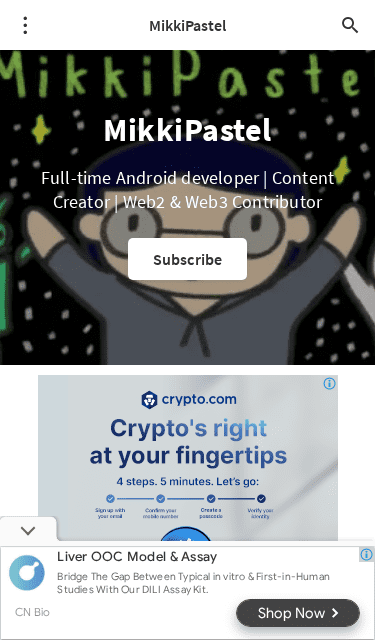 MikkiPastel
MikkiPaste
MikkiPastel
Full-time Android developer | Content
Creator | Web2 & Web3 Contributor
Subscribe
crypto.com
Crypto's right
at your fingertips
4 steps. 5 minutes. Let's go:
Sign up with
your email
Confirm your
mobile number
Create a
passcode
Verify your
identity
Liver OOC Model & Assay
Bridge The Gap Between Typical in vitro & First-in-Human
Studies With Our DILI Assay Kit.
CN Bio
Shop Now